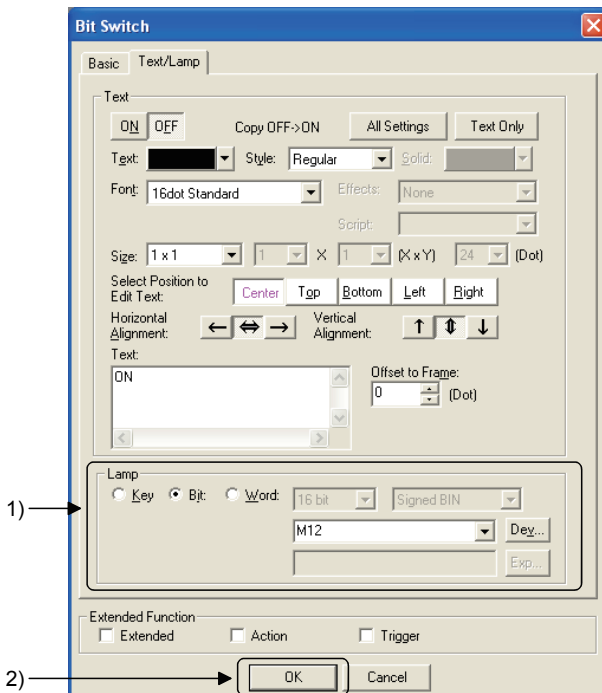 Bit Switch
Basic Text/Lamp
Text
ON OFF Copy OFF->ON All Settings Text Only
Text: Style: Regular Solid:
Font: 16dot Standard Effects: None
Script:
Size: 1 x 1 1 X 1 (X x Y) 24 (Dot)
Select Position to
Edit Text: Center Top Bottom Left Right
Horizontal
Alignment: Vertical
Alignment:
Text:
ON
Offset to Frame:
0 (Dot)
1)
Lamp
Key Bit: Word: 16 bit Signed BIN
M12 Dev...
Exp...
Extended Function
Extended Action Trigger
2)
OK Cancel